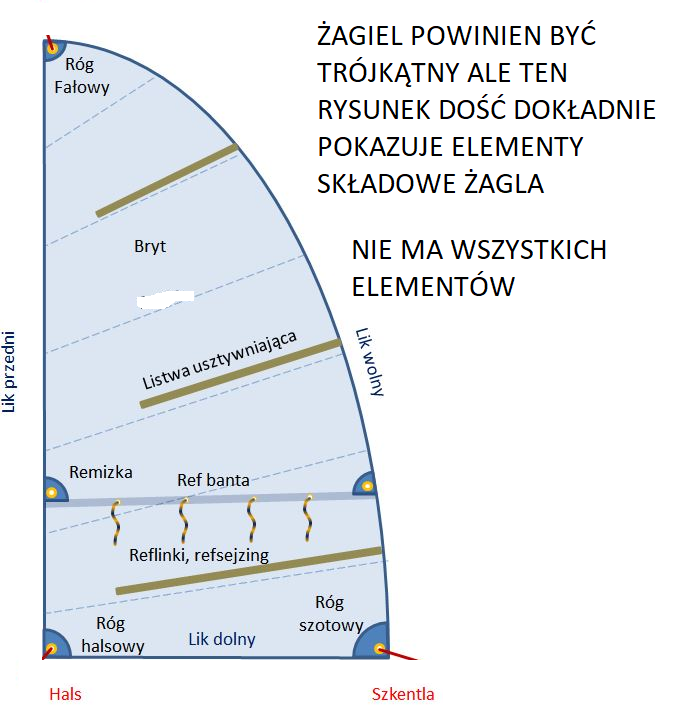 ŻAGIEL POWINIEN BYĆ
TRÓJKĄTNY ALE TEN
RYSUNEK DOŚĆ DOKŁADNIE
POKAZUJE ELEMENTY
SKŁADOWE ŻAGLA
NIE MA WSZYSTKICH
ELEMENTÓW
Róg
Fałowy
Bryt
Listwa usztywniająca
Lik wolny
Lik przedni
Remizka
Ref banta
Reflinki, refsejzing
Róg
halsowy
Lik dolny
Róg
szotowy
Hals
Szkentla